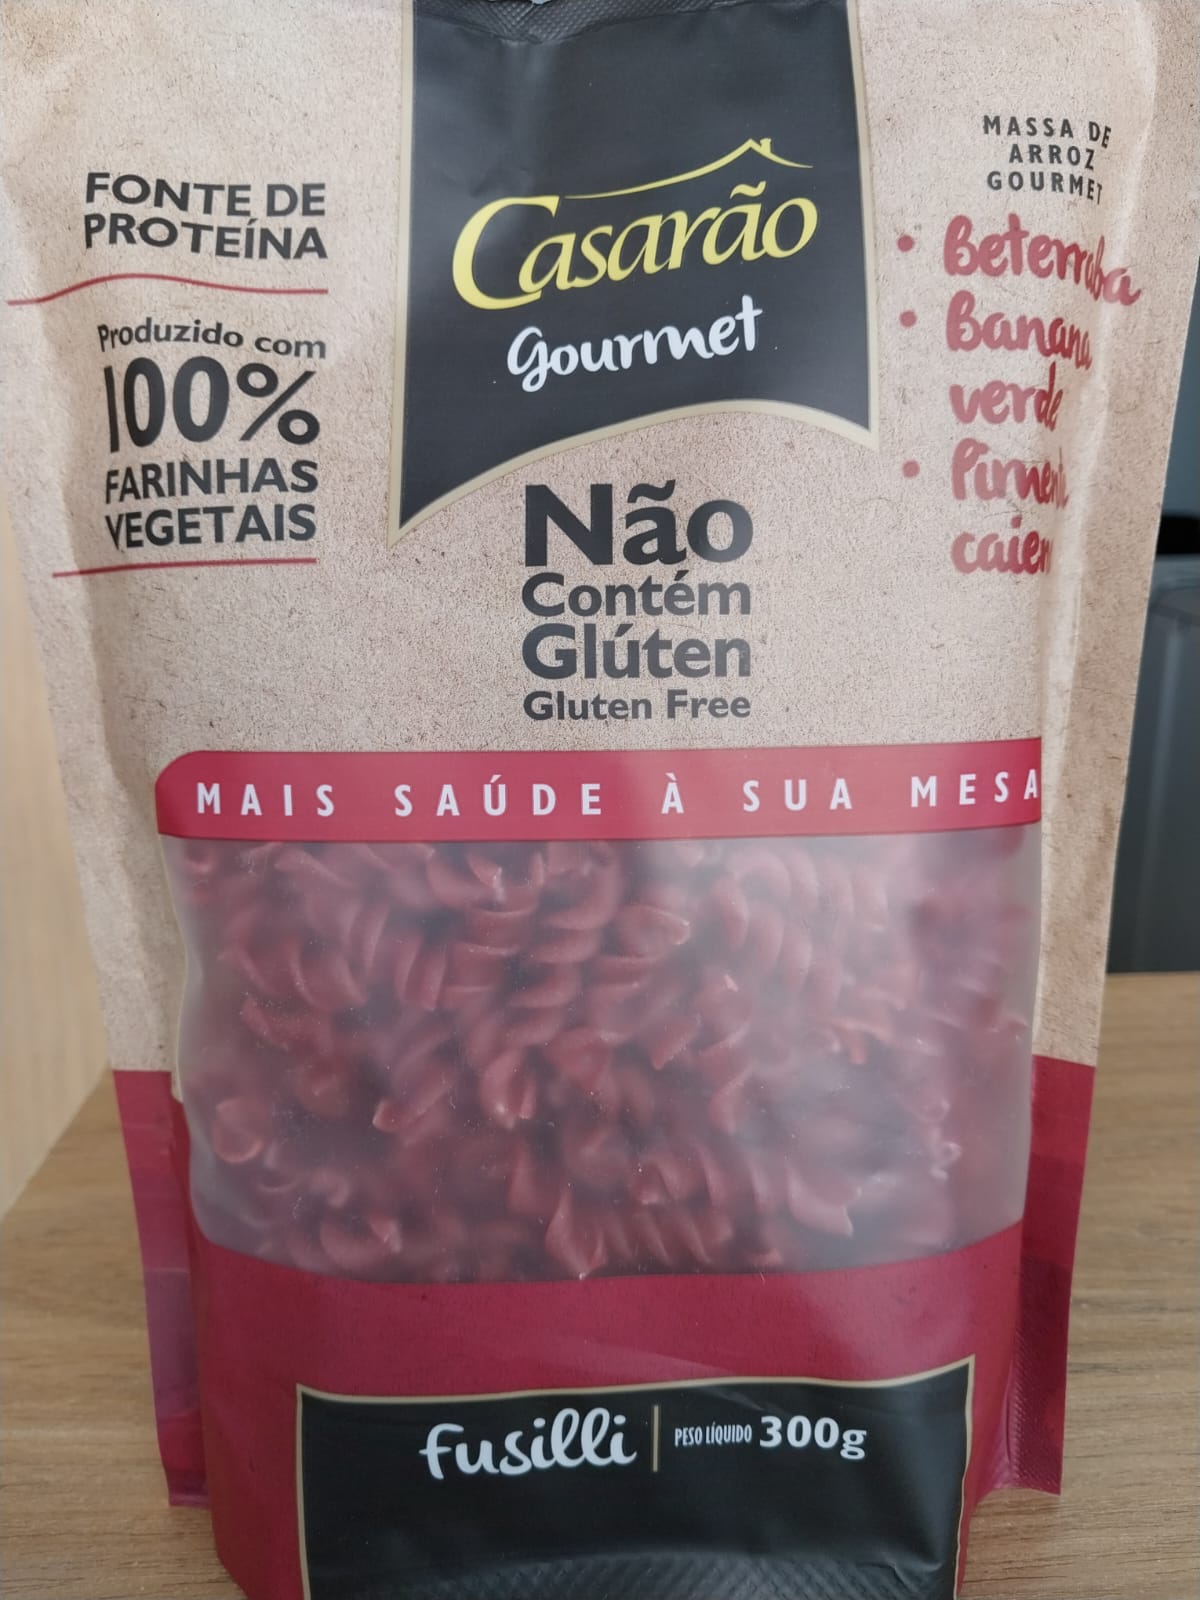 FONTE DE
PROTEÍNA
Produzido com
100%
FARINHAS
VEGETAIS
Casarão
Gourmet
MASSA DE
ARROZ
GOURMET
• Beterraba
• Banana
verde
• Pimenta
Não
Contém
Glúten
Gluten Free
MAIS SAÚDE À SUA MESA
Fusilli
PESO LÍQUIDO 300g